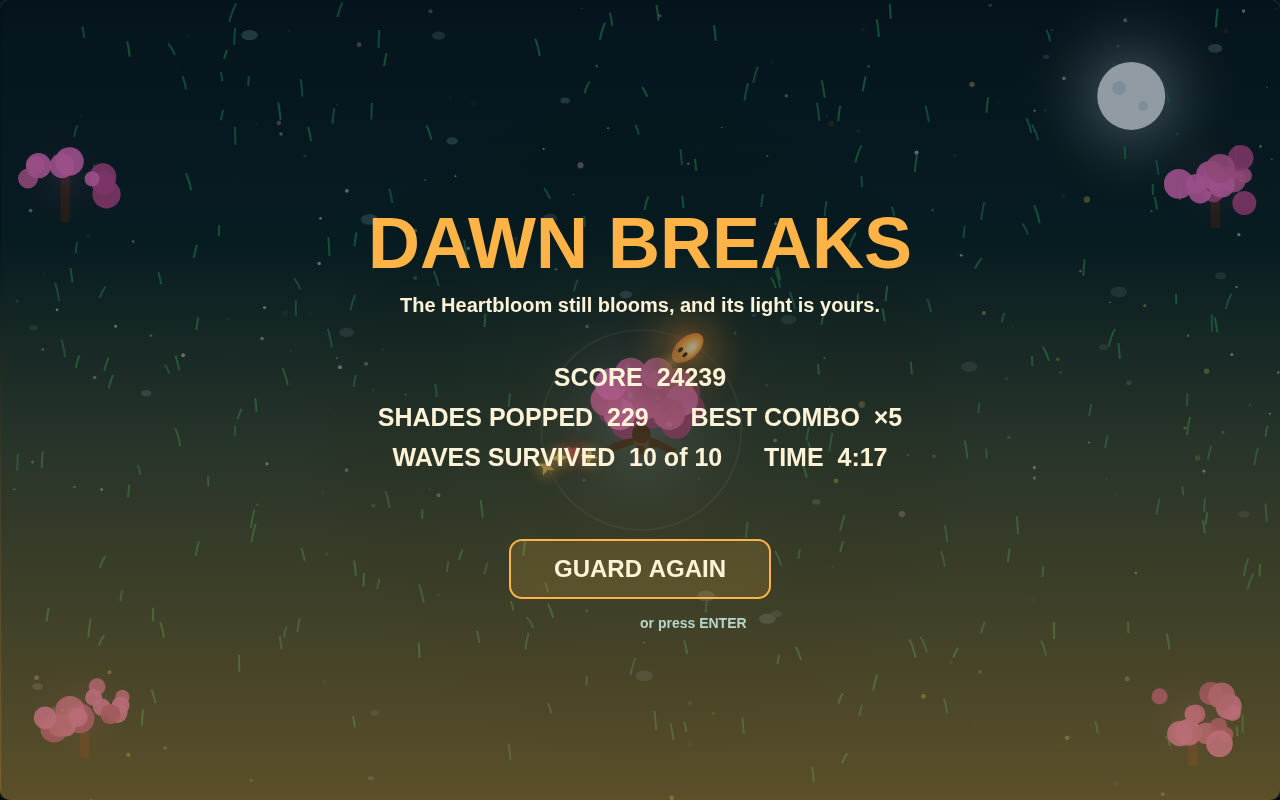 DAWN BREAKS
The Heartbloom still blooms, and its light is yours.
SCORE 24239
SHADES POPPED 229 BEST COMBO ×5
WAVES SURVIVED 10 of 10 TIME 4:17
GUARD AGAIN
or press ENTER